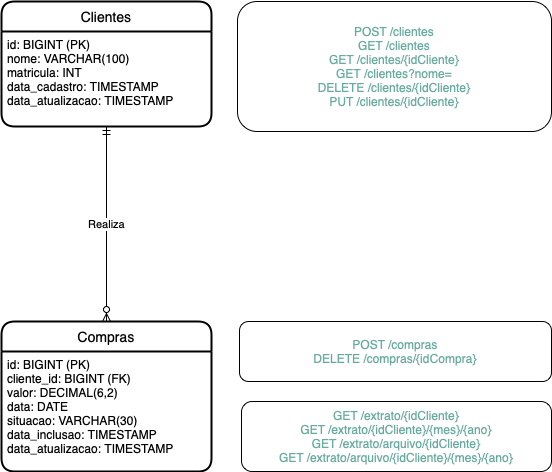 Clientes
id: BIGINT (PK)
nome: VARCHAR(100)
matricula: INT
data_cadastro: TIMESTAMP
data_atualizacao: TIMESTAMP
POST /clientes
GET /clientes
GET /clientes/{idCliente}
GET /clientes?nome=
DELETE /clientes/{idCliente}
PUT /clientes/{idCliente}
Realiza
Compras
id: BIGINT (PK)
cliente_id: BIGINT (FK)
valor: DECIMAL(6,2)
data: DATE
situacao: VARCHAR(30)
data_inclusao: TIMESTAMP
data_atualizacao: TIMESTAMP
POST /compras
DELETE /compras/{idCompra}
GET /extrato/{idCliente}
GET /extrato/{idCliente}/{mes}/{ano}
GET /extrato/arquivo/{idCliente}
GET /extrato/arquivo/{idCliente}/{mes}/{ano}